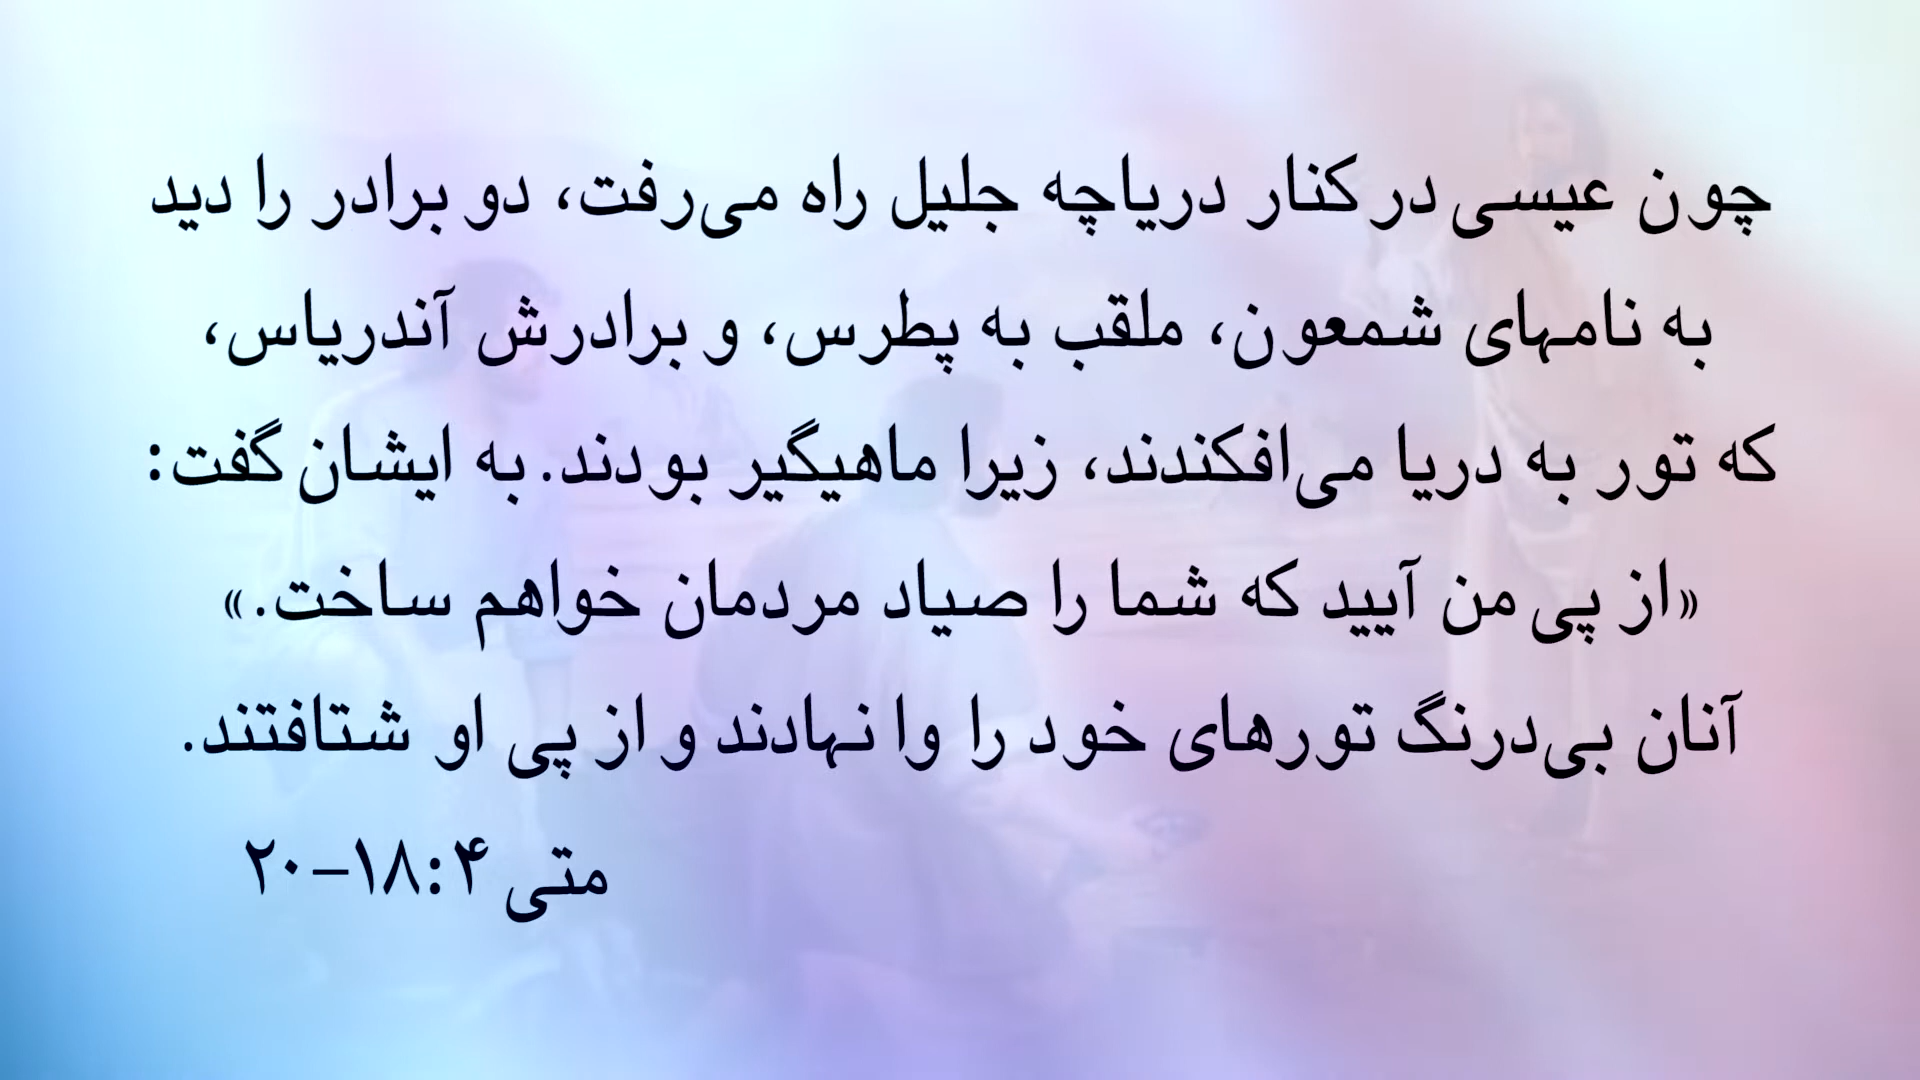 چون عیسی در کنار دریاچه جلیل راه می‌رفت، دو برادر را دید
به نامهای شمعون، ملقب به پطرس، و برادرش آندریاس،
که تور به دریا می‌افکندند، زیرا ماهیگیر بودند. به ایشان گفت:
«از پی من آیید که شما را صیاد مردمان خواهم ساخت.»
آنان بی‌درنگ تورهای خود را وا نهادند و از پی او شتافتند.
متی ۴:‏۱۸-۲۰